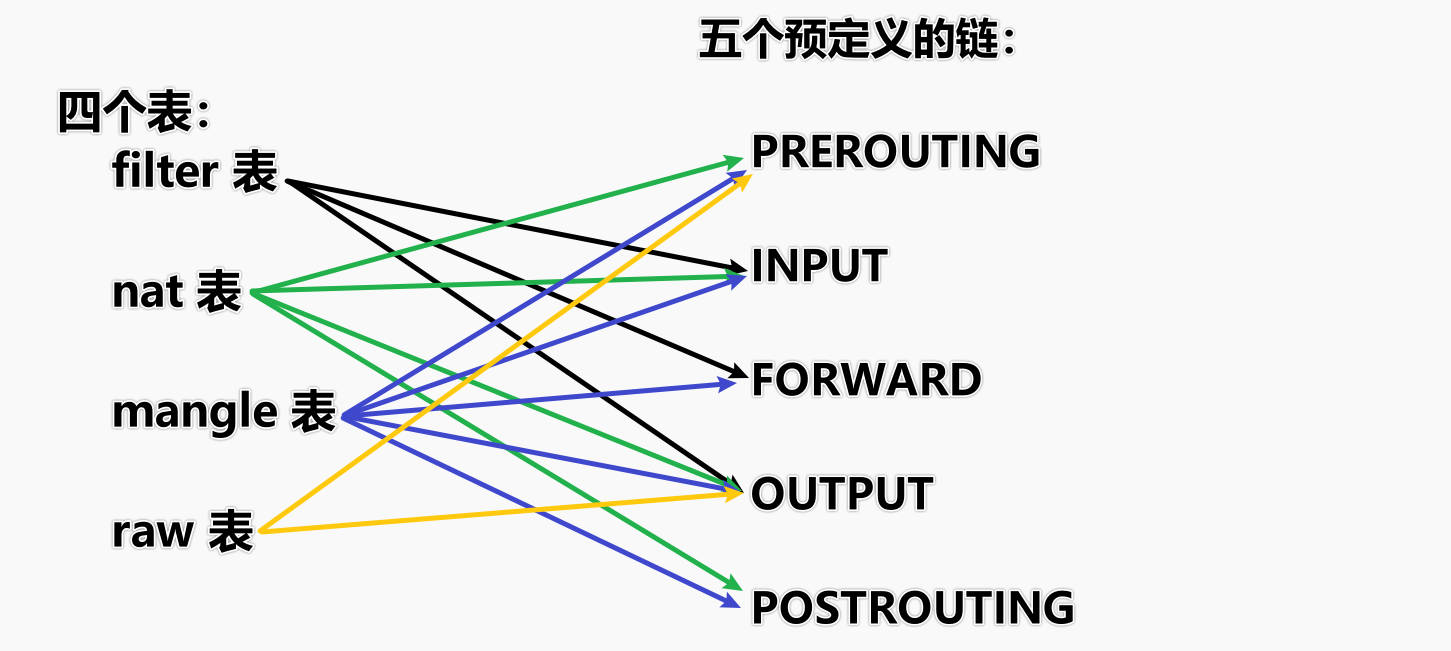 四个表：
filter 表
nat 表
mangle 表
raw 表
五个预定义的链：
PREROUTING
INPUT
FORWARD
OUTPUT
POSTROUTING